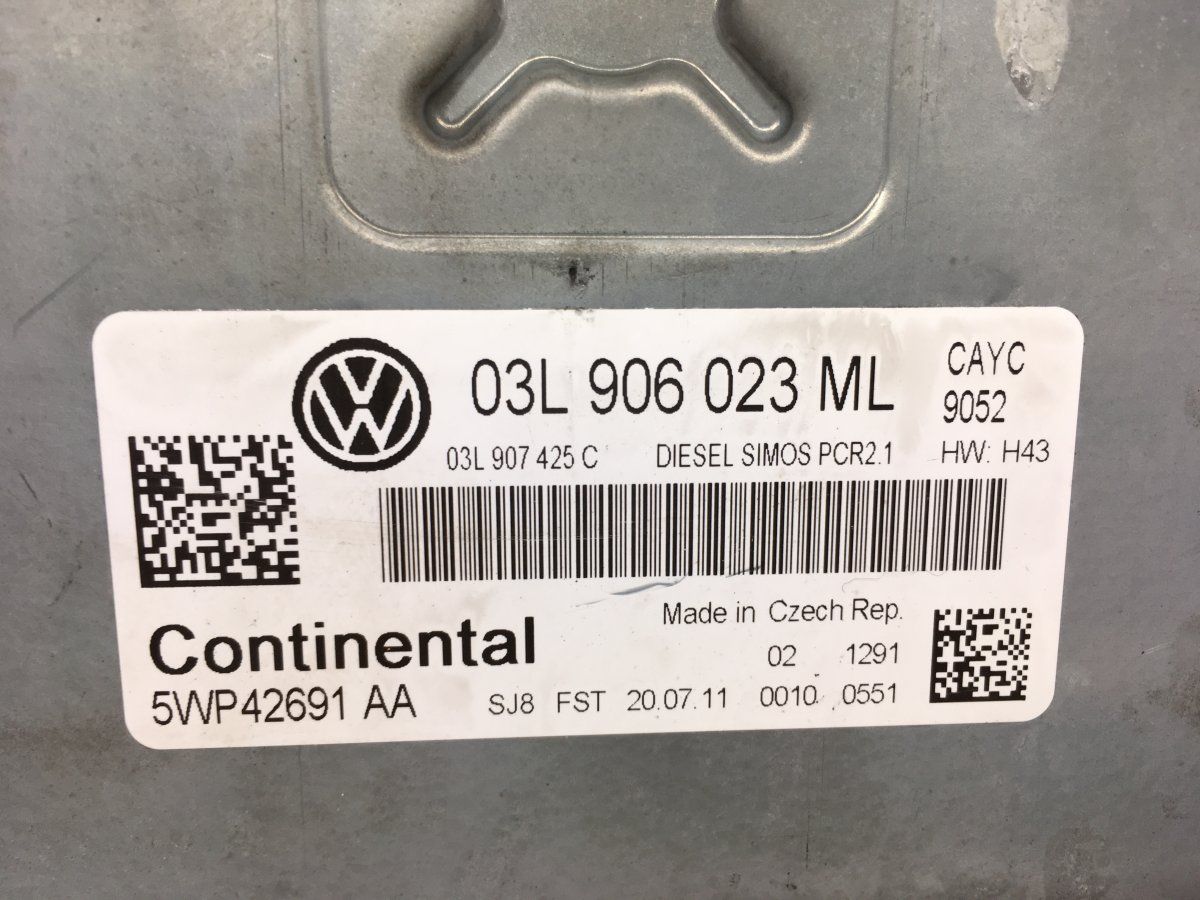 03L 906 023 ML CAYC
9052
03L 907 425 C DIESEL SIMOS PCR2.1 HW: H43
Made in Czech Rep.
Continental 02 1291
5WP42691 AA SJ8 FST 20.07.11 0010 0551